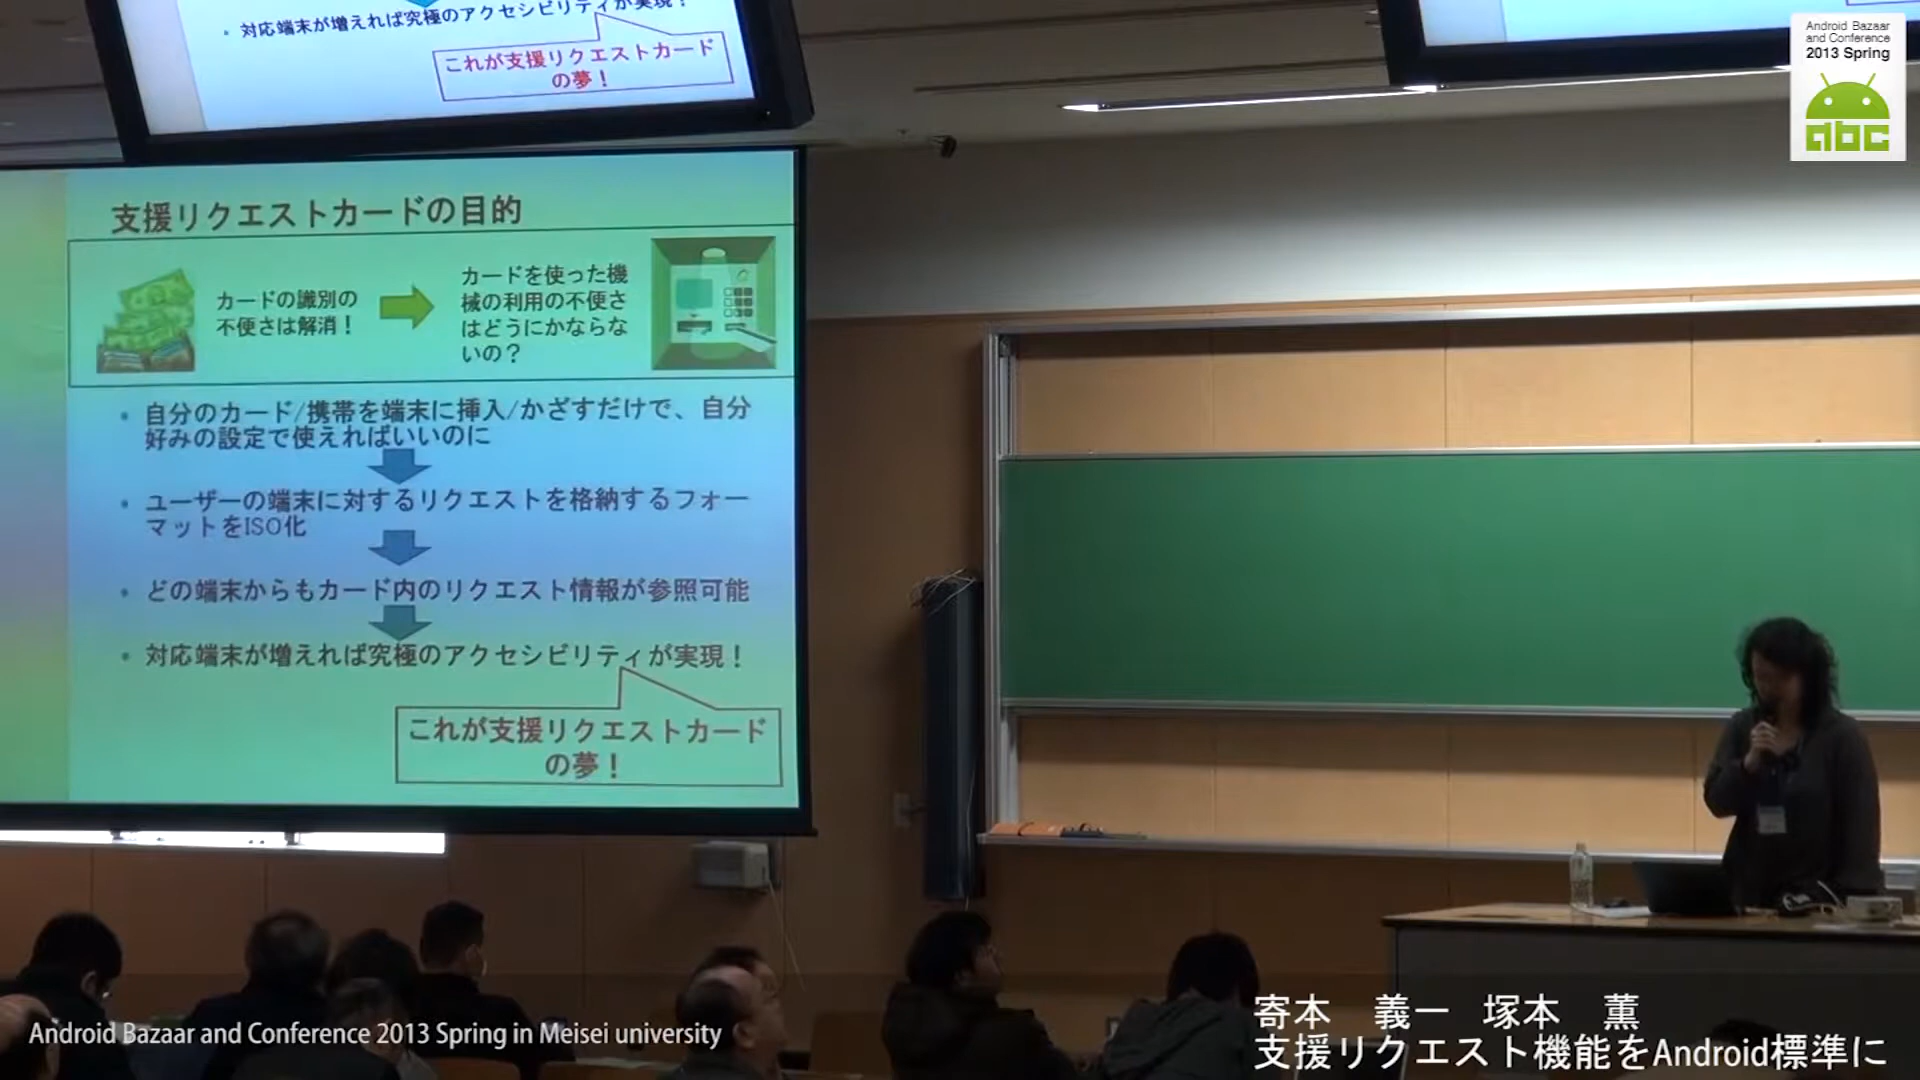 対応端末が増えれば究極のアクセシビリティが実現！
これが支援リクエストカード
の夢！
Android Bazaar
and Conference
2013 Spring
abc
支援リクエストカードの目的
カードの識別の
不便さは解消！
カードを使った機
械の利用の不便さ
はどうにかならな
いの？
自分のカード/携帯を端末に挿入/かざすだけで、自分
好みの設定で使えればいいのに
ユーザーの端末に対するリクエストを格納するフォー
マットをISO化
どの端末からもカード内のリクエスト情報が参照可能
対応端末が増えれば究極のアクセシビリティが実現！
これが支援リクエストカード
の夢！
Android Bazaar and Conference 2013 Spring in Meisei university
寄本　義一　塚本　薫
支援リクエスト機能をAndroid標準に